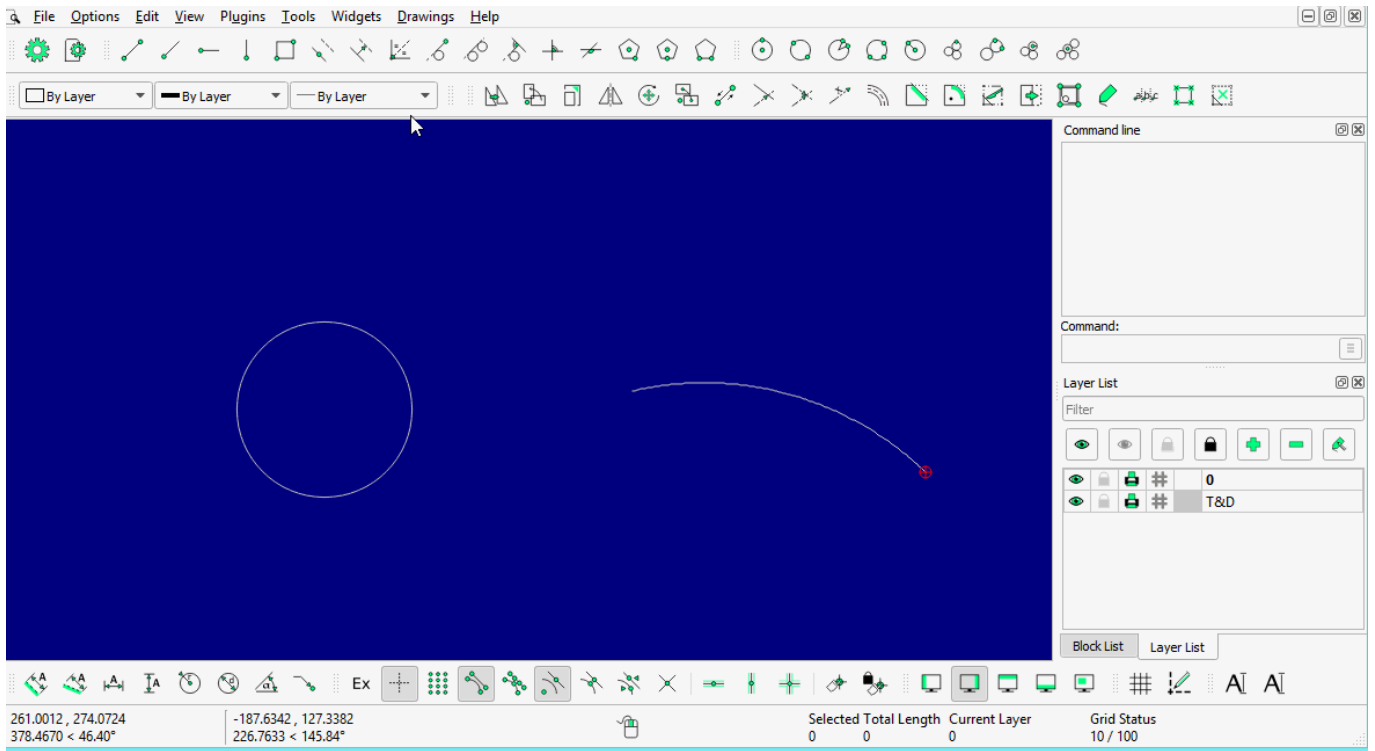 File Options Edit View Plugins Tools Widgets Drawings Help
By Layer By Layer By Layer abc
Command line
Command:
Layer List
Filter
0
T&D
Block List Layer List
A A A A α Ex A A
261.0012 , 274.0724 -187.6342 , 127.3382 Selected Total Length Current Layer Grid Status
378.4670 < 46.40° 226.7633 < 145.84° 0 0 0 10 / 100